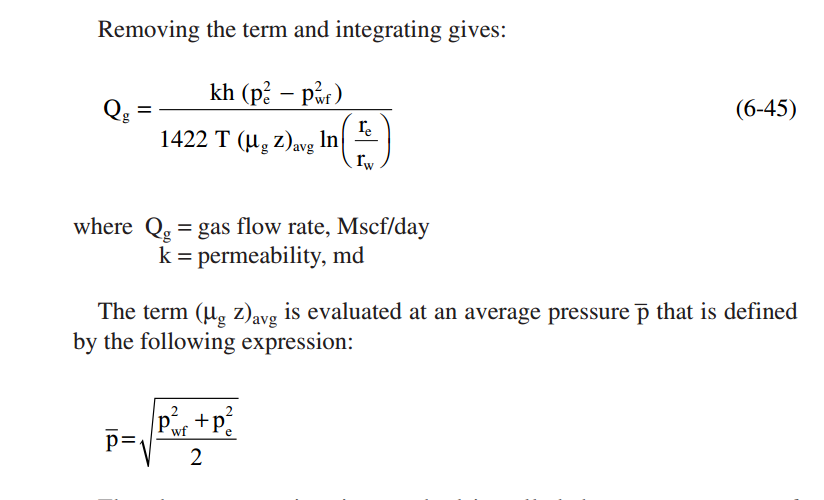 Removing the term and integrating gives:
Q_g = kh (p_e^2 − p_wf^2) / 1422 T (μ_g z)_avg ln(r_e / r_w) (6-45)
where Q_g = gas flow rate, Mscf/day
k = permeability, md
The term (μ_g z)_avg is evaluated at an average pressure p̅ that is defined
by the following expression:
p̅ = √((p_wf^2 + p_e^2) / 2)